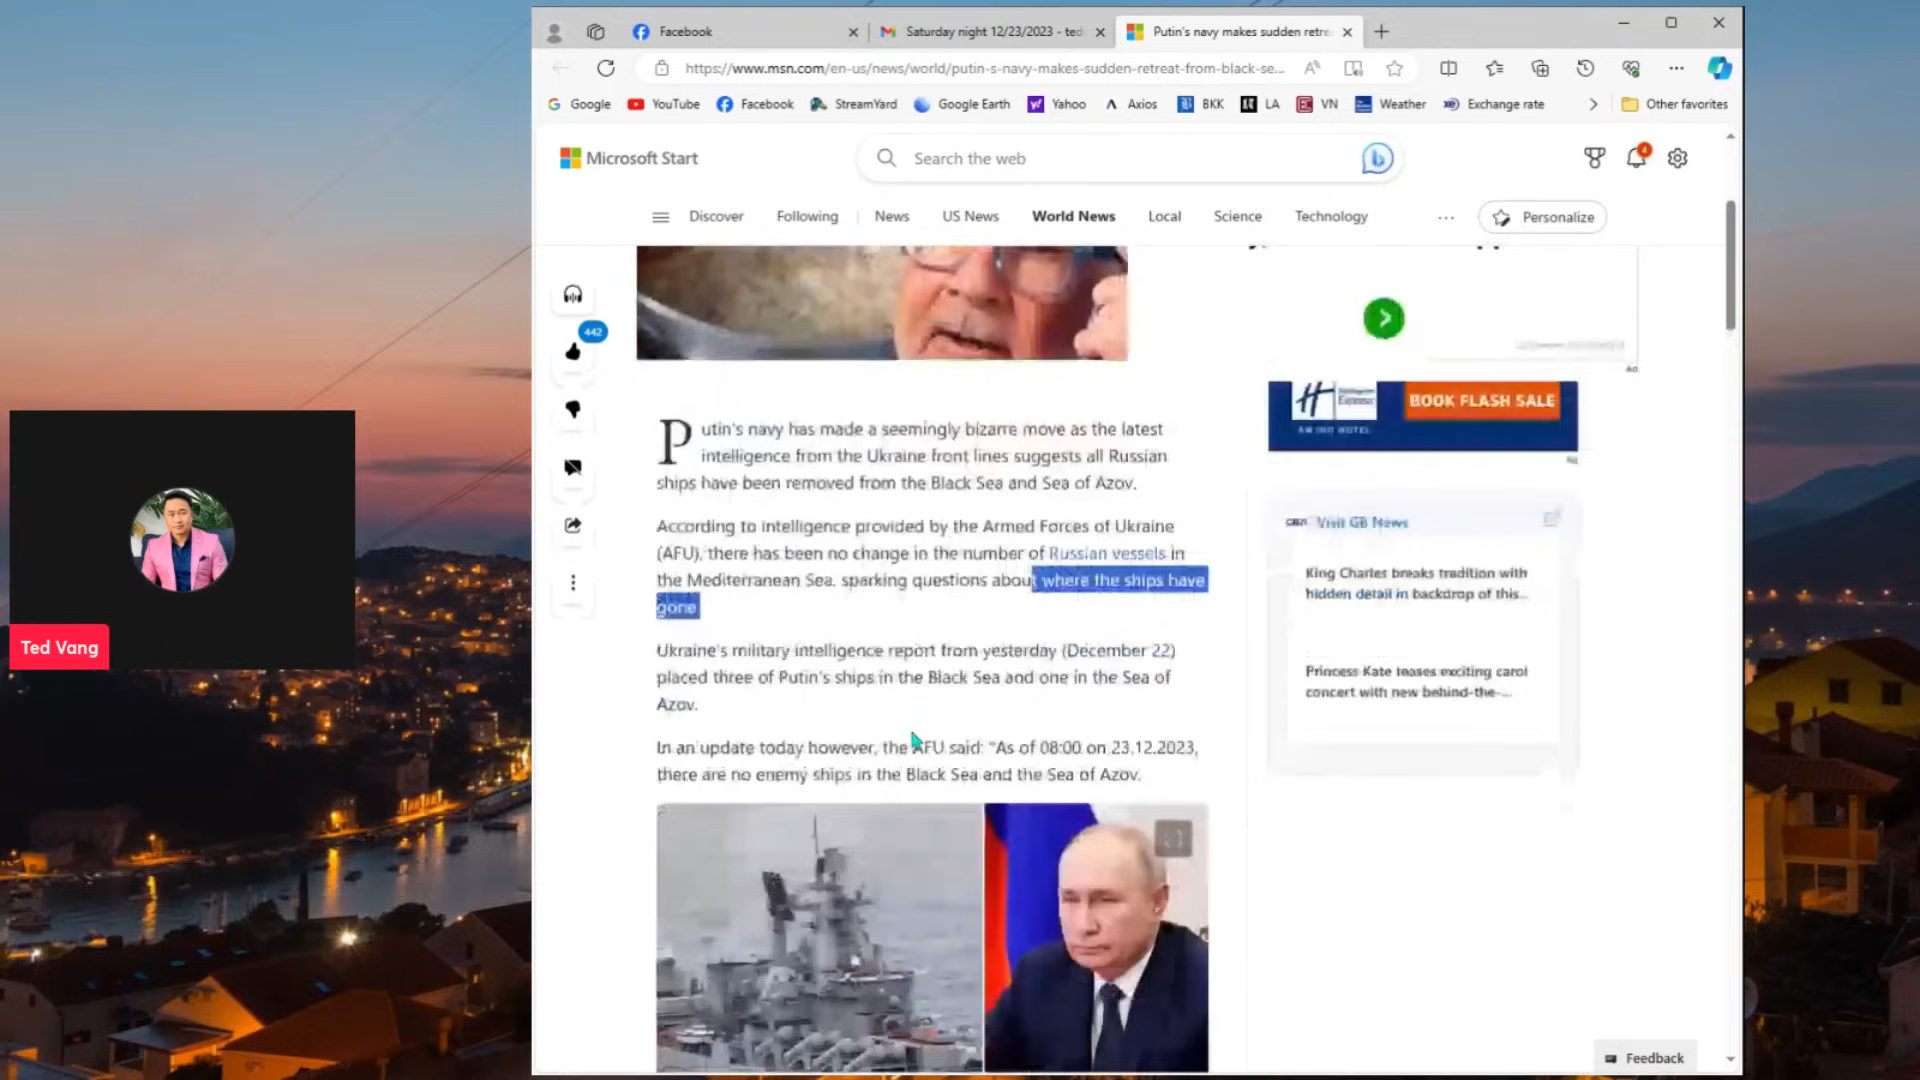 Facebook
Saturday night 12/23/2023 - ted
Putin's navy makes sudden retre
https://www.msn.com/en-us/news/world/putin-s-navy-makes-sudden-retreat-from-black-se...
Google
YouTube
Facebook
StreamYard
Google Earth
Yahoo
Axios
BKK
LA
VN
Weather
Exchange rate
Other favorites
Microsoft Start
Search the web
4
Discover
Following
News
US News
World News
Local
Science
Technology
Personalize
442
Putin's navy has made a seemingly bizarre move as the latest
intelligence from the Ukraine front lines suggests all Russian
ships have been removed from the Black Sea and Sea of Azov.
According to intelligence provided by the Armed Forces of Ukraine
(AFU), there has been no change in the number of Russian vessels in
the Mediterranean Sea, sparking questions about where the ships have
gone
Ukraine's military intelligence report from yesterday (December 22)
placed three of Putin's ships in the Black Sea and one in the Sea of
Azov.
In an update today however, the AFU said: "As of 08:00 on 23.12.2023,
there are no enemy ships in the Black Sea and the Sea of Azov.
Ad
BOOK FLASH SALE
AN IHG HOTEL
Visit GB News
King Charles breaks tradition with
hidden detail in backdrop of this...
Princess Kate teases exciting carol
concert with new behind-the-...
Ted Vang
Feedback